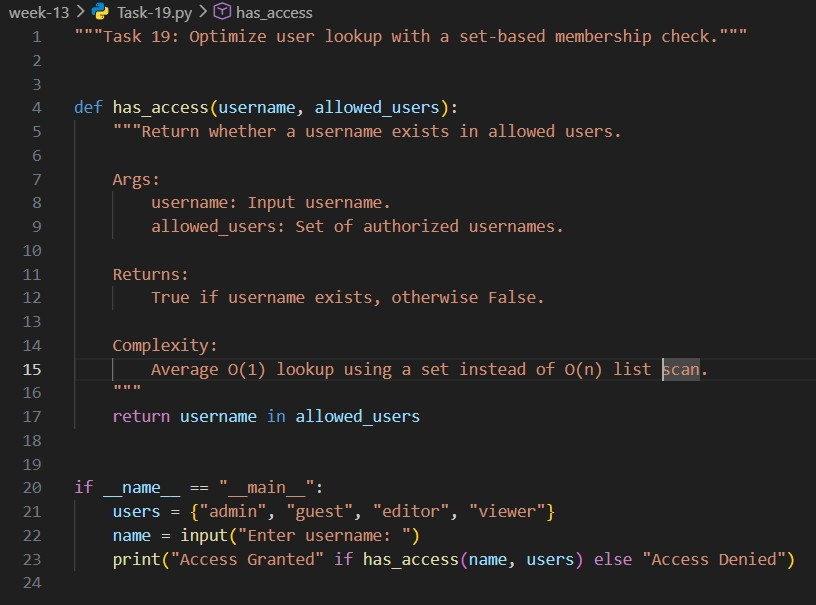 week-13 > Task-19.py > has_access
1 """Task 19: Optimize user lookup with a set-based membership check."""
2
3
4 def has_access(username, allowed_users):
5     """Return whether a username exists in allowed users.
6
7     Args:
8         username: Input username.
9         allowed_users: Set of authorized usernames.
10
11     Returns:
12         True if username exists, otherwise False.
13
14     Complexity:
15         Average O(1) lookup using a set instead of O(n) list scan.
16     """
17     return username in allowed_users
18
19
20 if __name__ == "__main__":
21     users = {"admin", "guest", "editor", "viewer"}
22     name = input("Enter username: ")
23     print("Access Granted" if has_access(name, users) else "Access Denied")
24